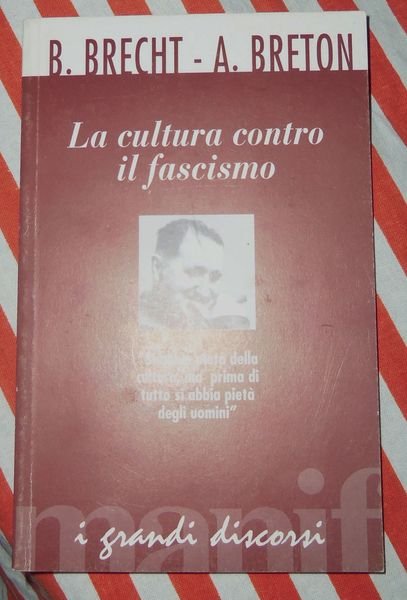 B. BRECHT - A. BRETON
La cultura contro
il fascismo
pietà della
cultura, ma prima di
tutto si abbia pietà
degli uomini"
manif
i grandi discorsi